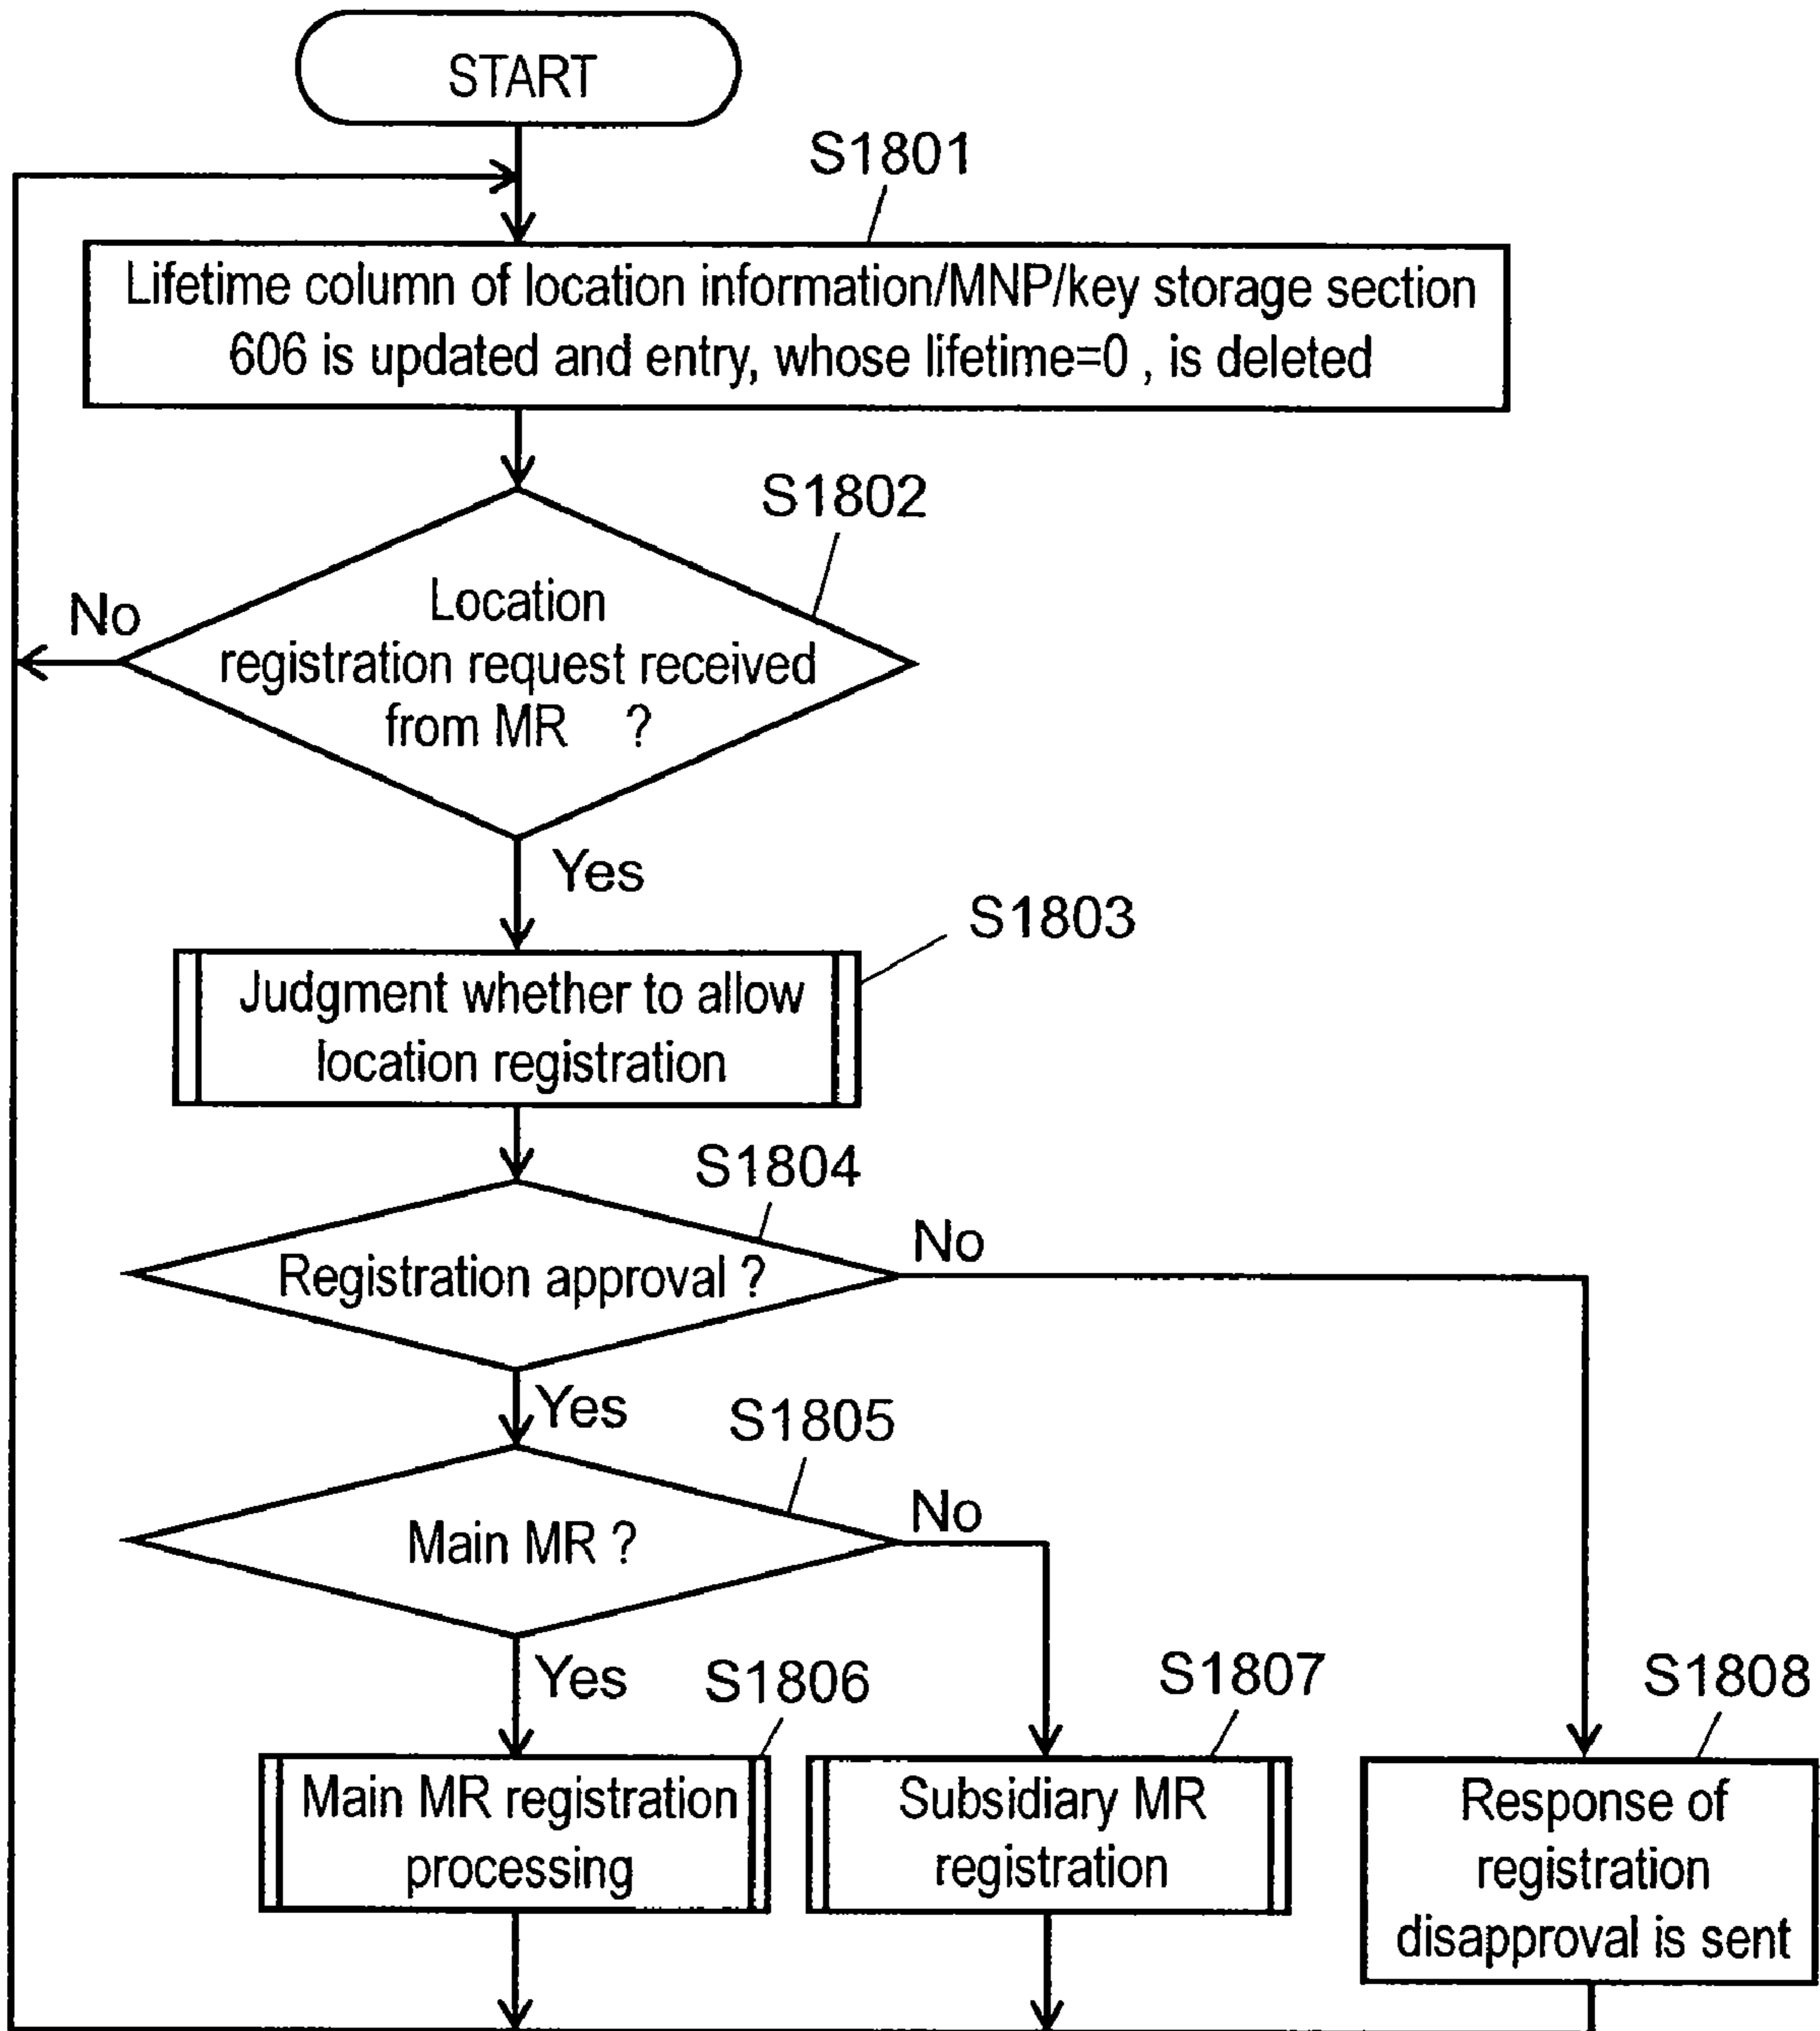 START
S1801
Lifetime column of location information/MNP/key storage section
606 is updated and entry, whose lifetime=0 , is deleted
S1802
No
Location
registration request received
from MR ?
Yes
S1803
Judgment whether to allow
location registration
S1804
No
Registration approval ?
Yes
S1805
No
Main MR ?
Yes
S1806
S1807
S1808
Main MR registration
processing
Subsidiary MR
registration
Response of
registration
disapproval is sent